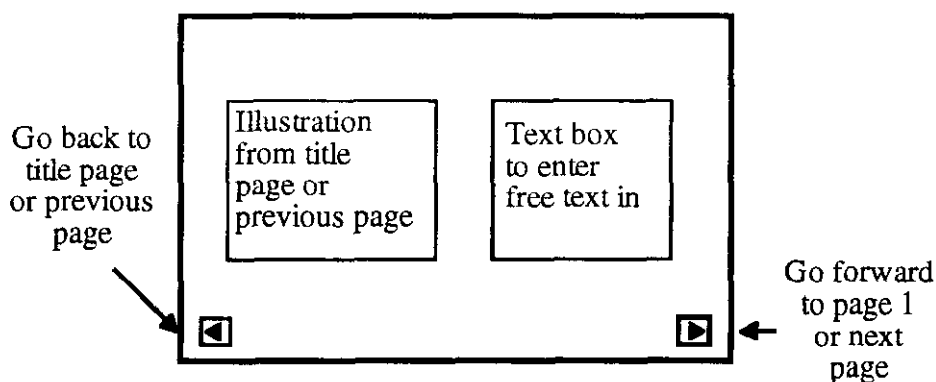 Go back to
title page
or previous
page
Illustration
from title
page or
previous page
Text box
to enter
free text in
Go forward
to page 1
or next
page